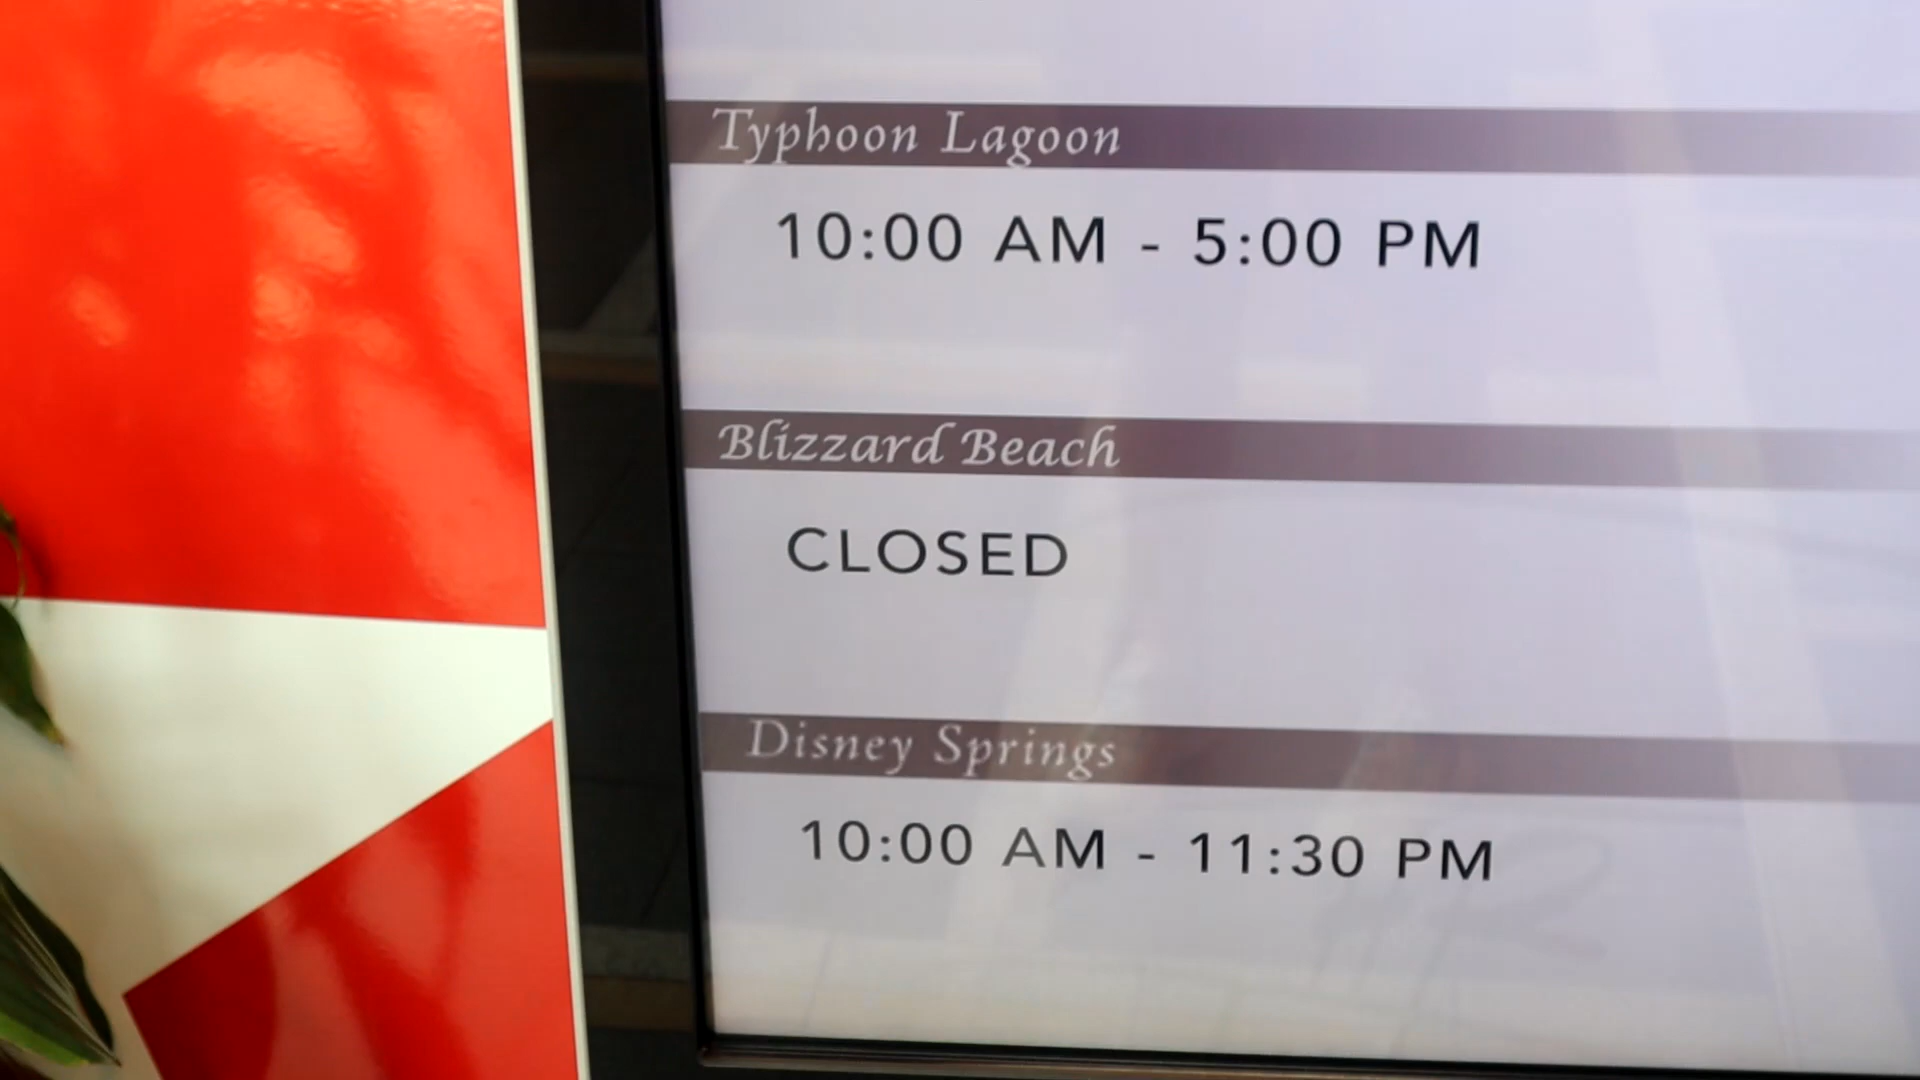 Typhoon Lagoon
10:00 AM - 5:00 PM
Blizzard Beach
CLOSED
Disney Springs
10:00 AM - 11:30 PM